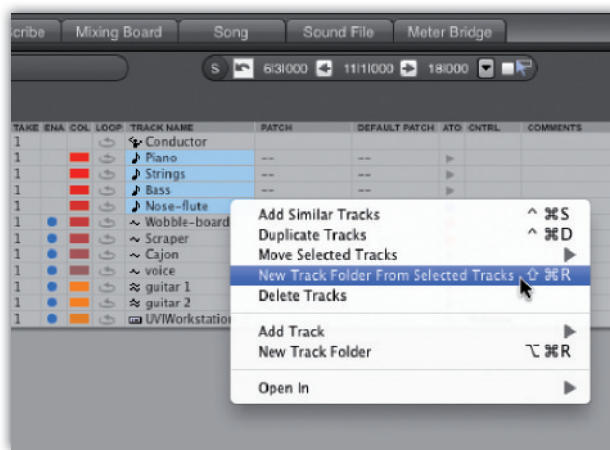 cribe Mixing Board Song Sound File Meter Bridge
S 6|3|000 11|1|000 18|000
TAKE ENA COL LOOP TRACK NAME PATCH DEFAULT PATCH ATO CNTRL COMMENTS
1 Conductor
1 Piano -- --
1 Strings -- --
1 Bass -- --
1 Nose-flute
1 Wobble-board
1 Scraper
1 Cajon
1 voice
1 guitar 1
1 guitar 2
1 UVIWorkstatio
Add Similar Tracks ^ ⌘S
Duplicate Tracks ^ ⌘D
Move Selected Tracks
New Track Folder From Selected Tracks ⇧ ⌘R
Delete Tracks
Add Track
New Track Folder ⌥ ⌘R
Open In